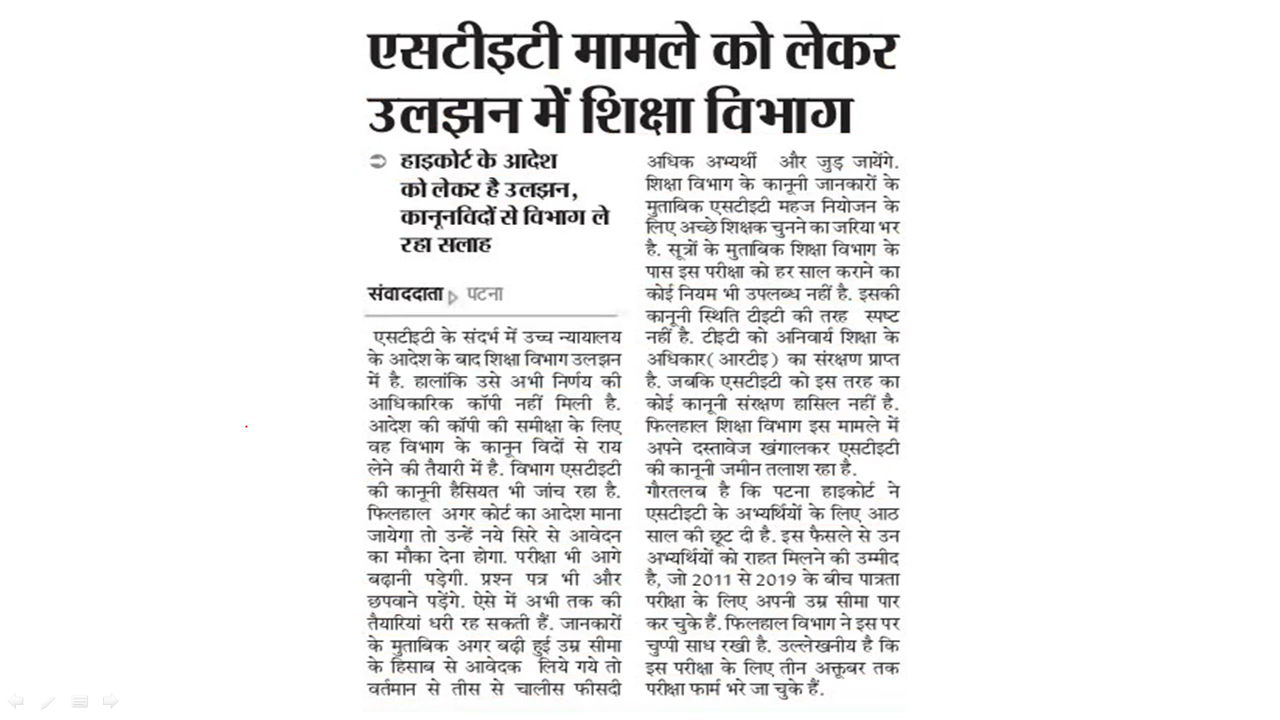 एसटीइटी मामले को लेकर
उलझन में शिक्षा विभाग
हाइकोर्ट के आदेश
को लेकर है उलझन,
कानूनविदों से विभाग ले
रहा सलाह
संवाददाता पटना
एसटीइटी के संदर्भ में उच्च न्यायालय
के आदेश के बाद शिक्षा विभाग उलझन
में है. हालांकि उसे अभी निर्णय की
आधिकारिक कॉपी नहीं मिली है.
आदेश की कॉपी की समीक्षा के लिए
वह विभाग के कानून विदों से राय
लेने की तैयारी में है. विभाग एसटीइटी
की कानूनी हैसियत भी जांच रहा है.
फिलहाल अगर कोर्ट का आदेश माना
जायेगा तो उन्हें नये सिरे से आवेदन
का मौका देना होगा. परीक्षा भी आगे
बढ़ानी पड़ेगी. प्रश्न पत्र भी और
छपवाने पड़ेंगे. ऐसे में अभी तक की
तैयारियां धरी रह सकती हैं. जानकारों
के मुताबिक अगर बढ़ी हुई उम्र सीमा
के हिसाब से आवेदक लिये गये तो
वर्तमान से तीस से चालीस फीसदी
अधिक अभ्यर्थी और जुड़ जायेंगे.
शिक्षा विभाग के कानूनी जानकारों के
मुताबिक एसटीइटी महज नियोजन के
लिए अच्छे शिक्षक चुनने का जरिया भर
है. सूत्रों के मुताबिक शिक्षा विभाग के
पास इस परीक्षा को हर साल कराने का
कोई नियम भी उपलब्ध नहीं है. इसकी
कानूनी स्थिति टीइटी की तरह स्पष्ट
नहीं है. टीइटी को अनिवार्य शिक्षा के
अधिकार( आरटीइ) का संरक्षण प्राप्त
है. जबकि एसटीइटी को इस तरह का
कोई कानूनी संरक्षण हासिल नहीं है.
फिलहाल शिक्षा विभाग इस मामले में
अपने दस्तावेज खंगालकर एसटीइटी
की कानूनी जमीन तलाश रहा है.
गौरतलब है कि पटना हाइकोर्ट ने
एसटीइटी के अभ्यर्थियों के लिए आठ
साल की छूट दी है. इस फैसले से उन
अभ्यर्थियों को राहत मिलने की उम्मीद
है, जो 2011 से 2019 के बीच पात्रता
परीक्षा के लिए अपनी उम्र सीमा पार
कर चुके हैं. फिलहाल विभाग ने इस पर
चुप्पी साध रखी है. उल्लेखनीय है कि
इस परीक्षा के लिए तीन अक्तूबर तक
परीक्षा फार्म भरे जा चुके हैं.